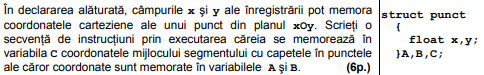 În declararea alăturată, câmpurile x şi y ale înregistrării pot memora
coordonatele carteziene ale unui punct din planul xOy. Scrieţi o
secvenţă de instrucţiuni prin executarea căreia se memorează în
variabila C coordonatele mijlocului segmentului cu capetele în punctele
ale căror coordonate sunt memorate în variabilele A şi B. (6p.)
struct punct
{
float x,y;
}A,B,C;